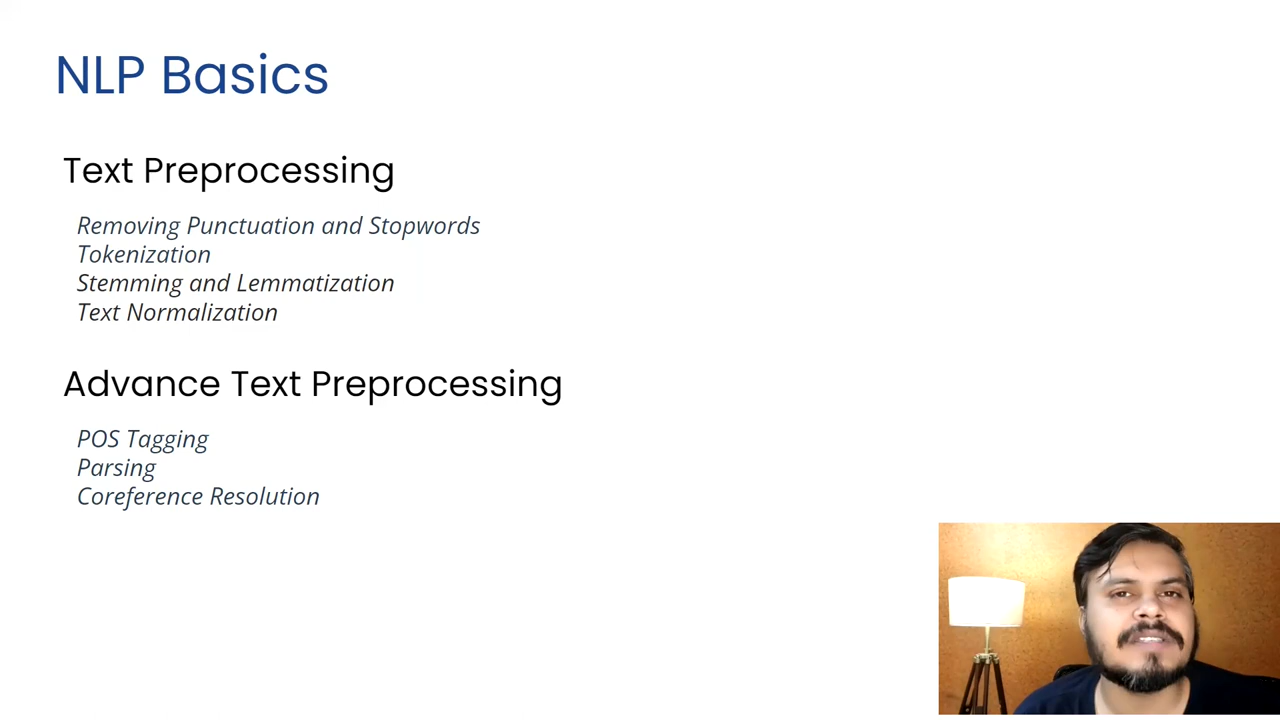 NLP Basics
Text Preprocessing
Removing Punctuation and Stopwords
Tokenization
Stemming and Lemmatization
Text Normalization
Advance Text Preprocessing
POS Tagging
Parsing
Coreference Resolution